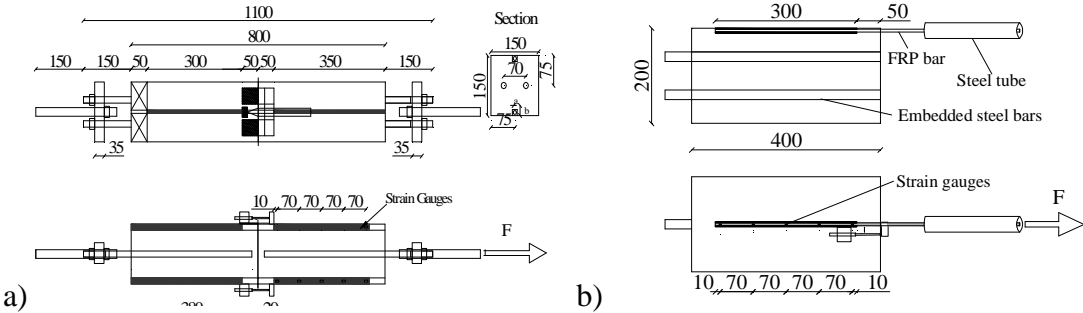 1100
800
150 150 50 300 50 50 350 150
35 35
Section
150
150
70
75
a
b
75
10 70 70 70 70
Strain Gauges
F
a)
300 50
200
FRP bar
Steel tube
Embedded steel bars
400
Strain gauges
F
10 70 70 70 70 10
b)